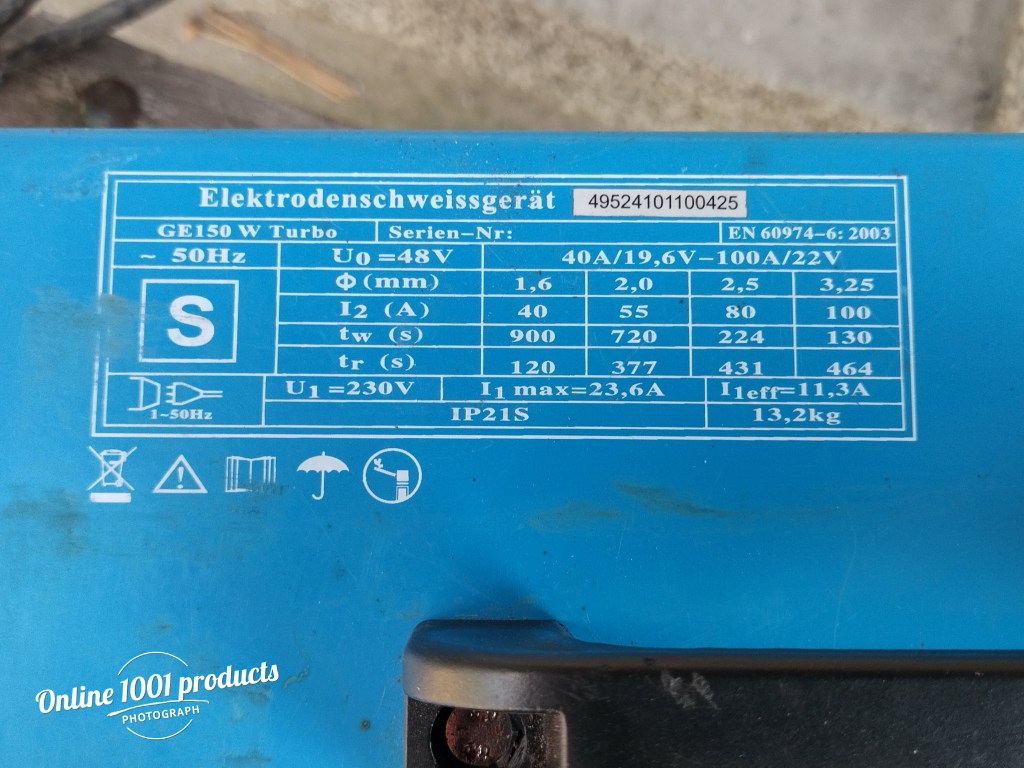 Elektrodenschweissgerät 49524101100425
GE150 W Turbo Serien-Nr: EN 60974-6: 2003
~ 50Hz U0=48V 40A/19,6V-100A/22V
Φ(mm) 1,6 2,0 2,5 3,25
S
I2 (A) 40 55 80 100
tw (s) 900 720 224 130
tr (s) 120 377 431 464
1~50Hz U1=230V I1 max=23,6A I1eff=11,3A
IP21S 13,2kg
Online 1001 products
PHOTOGRAPH